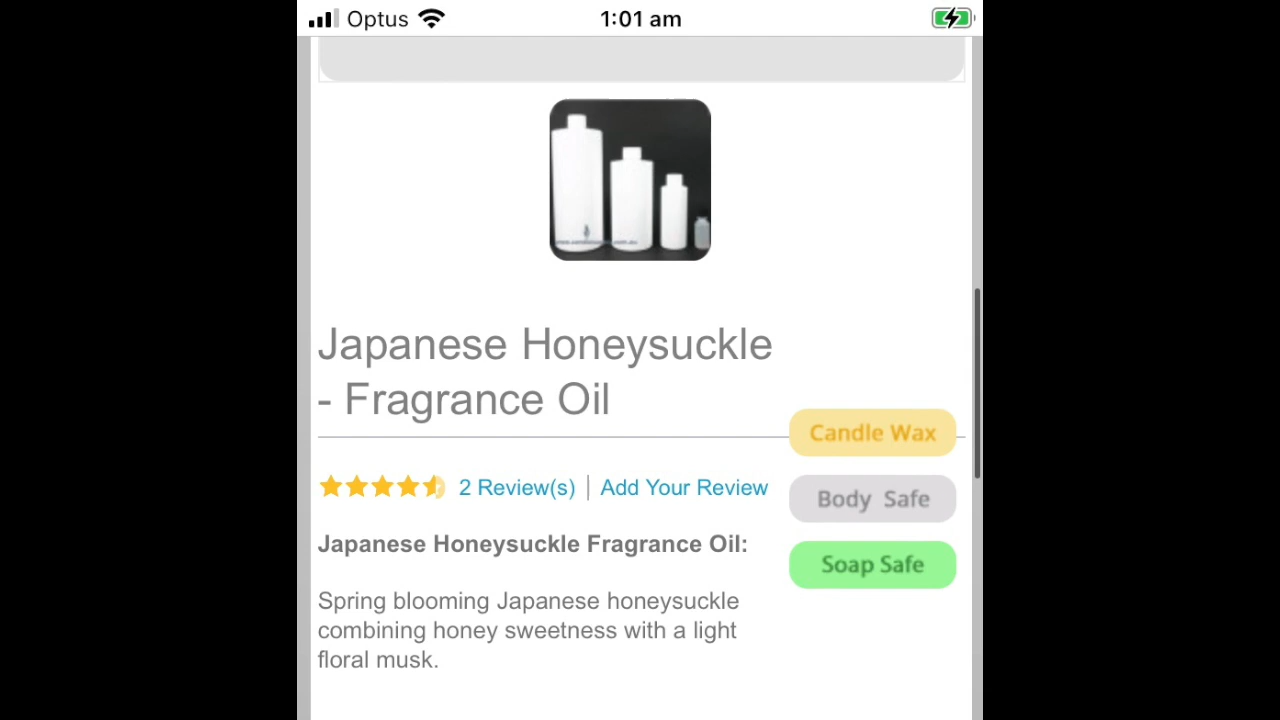 Optus 1:01 am
Japanese Honeysuckle
- Fragrance Oil
Candle Wax
2 Review(s) | Add Your Review
Body Safe
Japanese Honeysuckle Fragrance Oil:
Soap Safe
Spring blooming Japanese honeysuckle
combining honey sweetness with a light
floral musk.